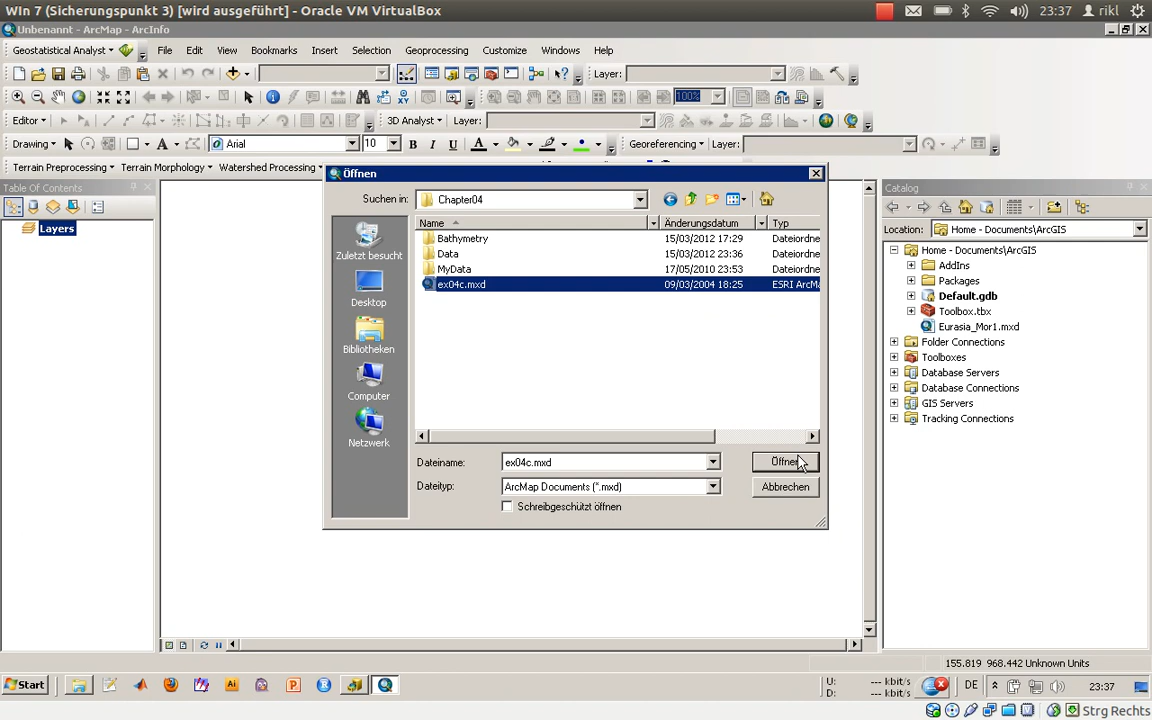 Win 7 (Sicherungspunkt 3) [wird ausgeführt] - Oracle VM VirtualBox
23:37
rikl
Unbenannt - ArcMap - ArcInfo
Geostatistical Analyst
File Edit View Bookmarks Insert Selection Geoprocessing Customize Windows Help
Layer:
100%
Editor
3D Analyst
Layer:
Drawing
Arial
10
B I U
A
Georeferencing
Layer:
Terrain Preprocessing Terrain Morphology Watershed Processing
Table Of Contents
Layers
Öffnen
Suchen in: Chapter04
Name Änderungsdatum Typ
Bathymetry 15/03/2012 17:29 Dateiordne
Data 15/03/2012 23:36 Dateiordne
MyData 17/05/2010 23:53 Dateiordne
ex04c.mxd 09/03/2004 18:25 ESRI ArcMa
Zuletzt besucht
Desktop
Bibliotheken
Computer
Netzwerk
Dateiname: ex04c.mxd Öffnen
Dateityp: ArcMap Documents (*.mxd) Abbrechen
Schreibgeschützt öffnen
Catalog
Location: Home - Documents\ArcGIS
Home - Documents\ArcGIS
AddIns
Packages
Default.gdb
Toolbox.tbx
Eurasia_Mor1.mxd
Folder Connections
Toolboxes
Database Servers
Database Connections
GIS Servers
Tracking Connections
155.819 968.442 Unknown Units
Start
U: --- kbit/s
D: --- kbit/s
DE
23:37
Strg Rechts